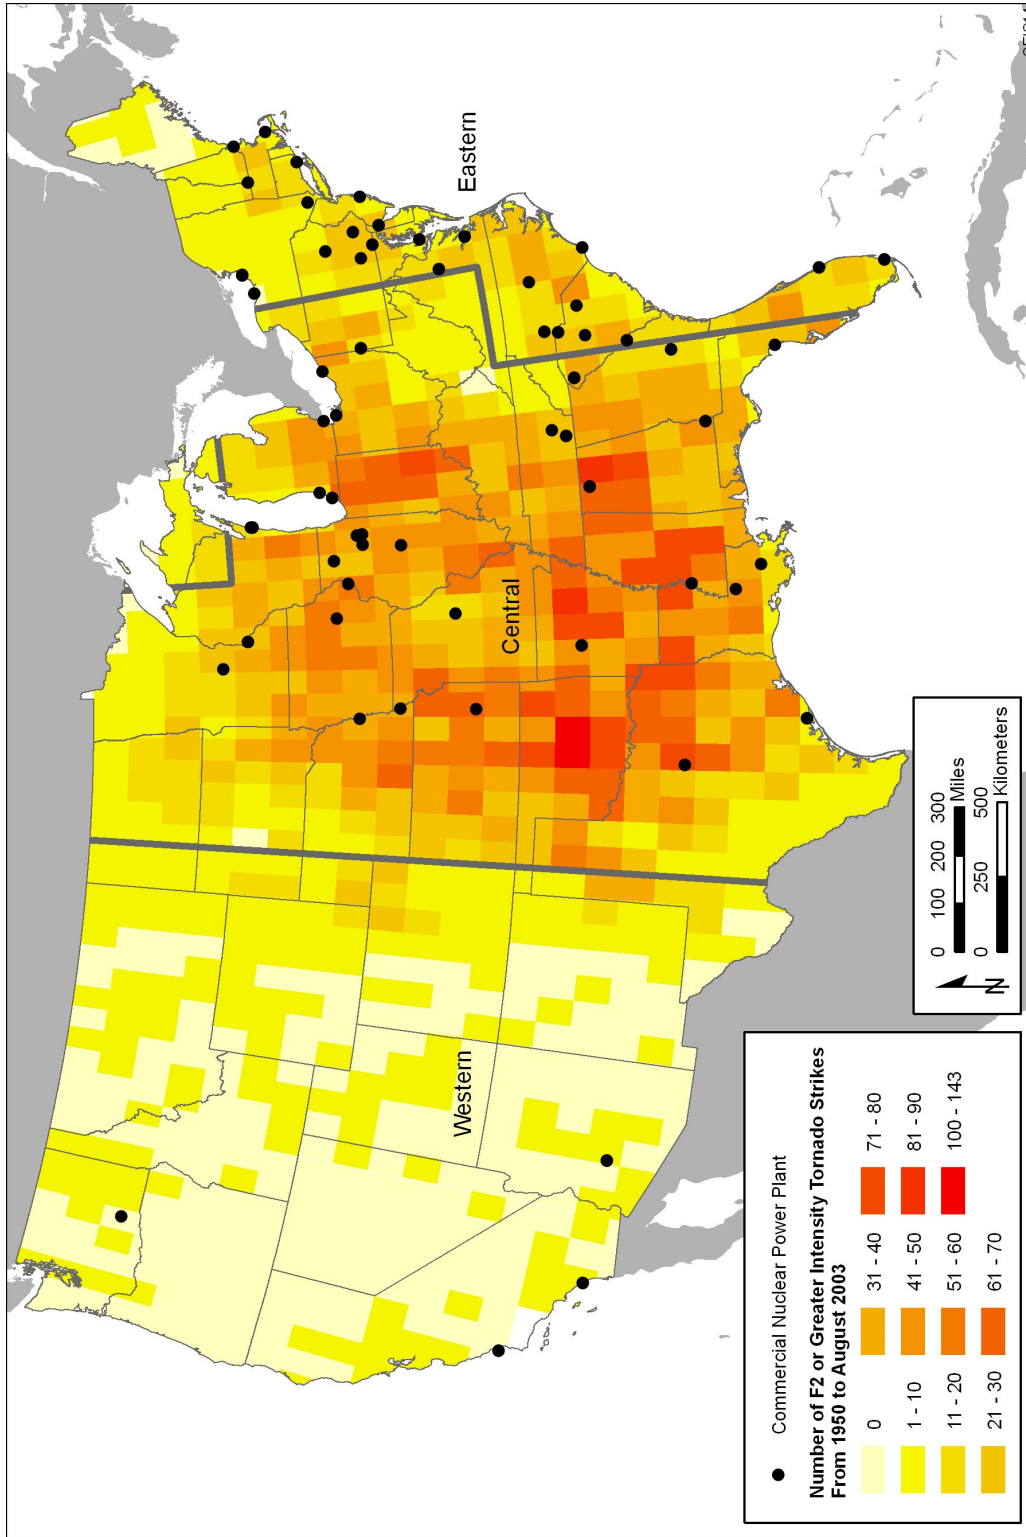 Western
Central
Eastern
Commercial Nuclear Power Plant
Number of F2 or Greater Intensity Tornado Strikes
From 1950 to August 2003
0
1 - 10
11 - 20
21 - 30
31 - 40
41 - 50
51 - 60
61 - 70
71 - 80
81 - 90
100 - 143
N
0 100 200 300
Miles
0 250 500
Kilometers